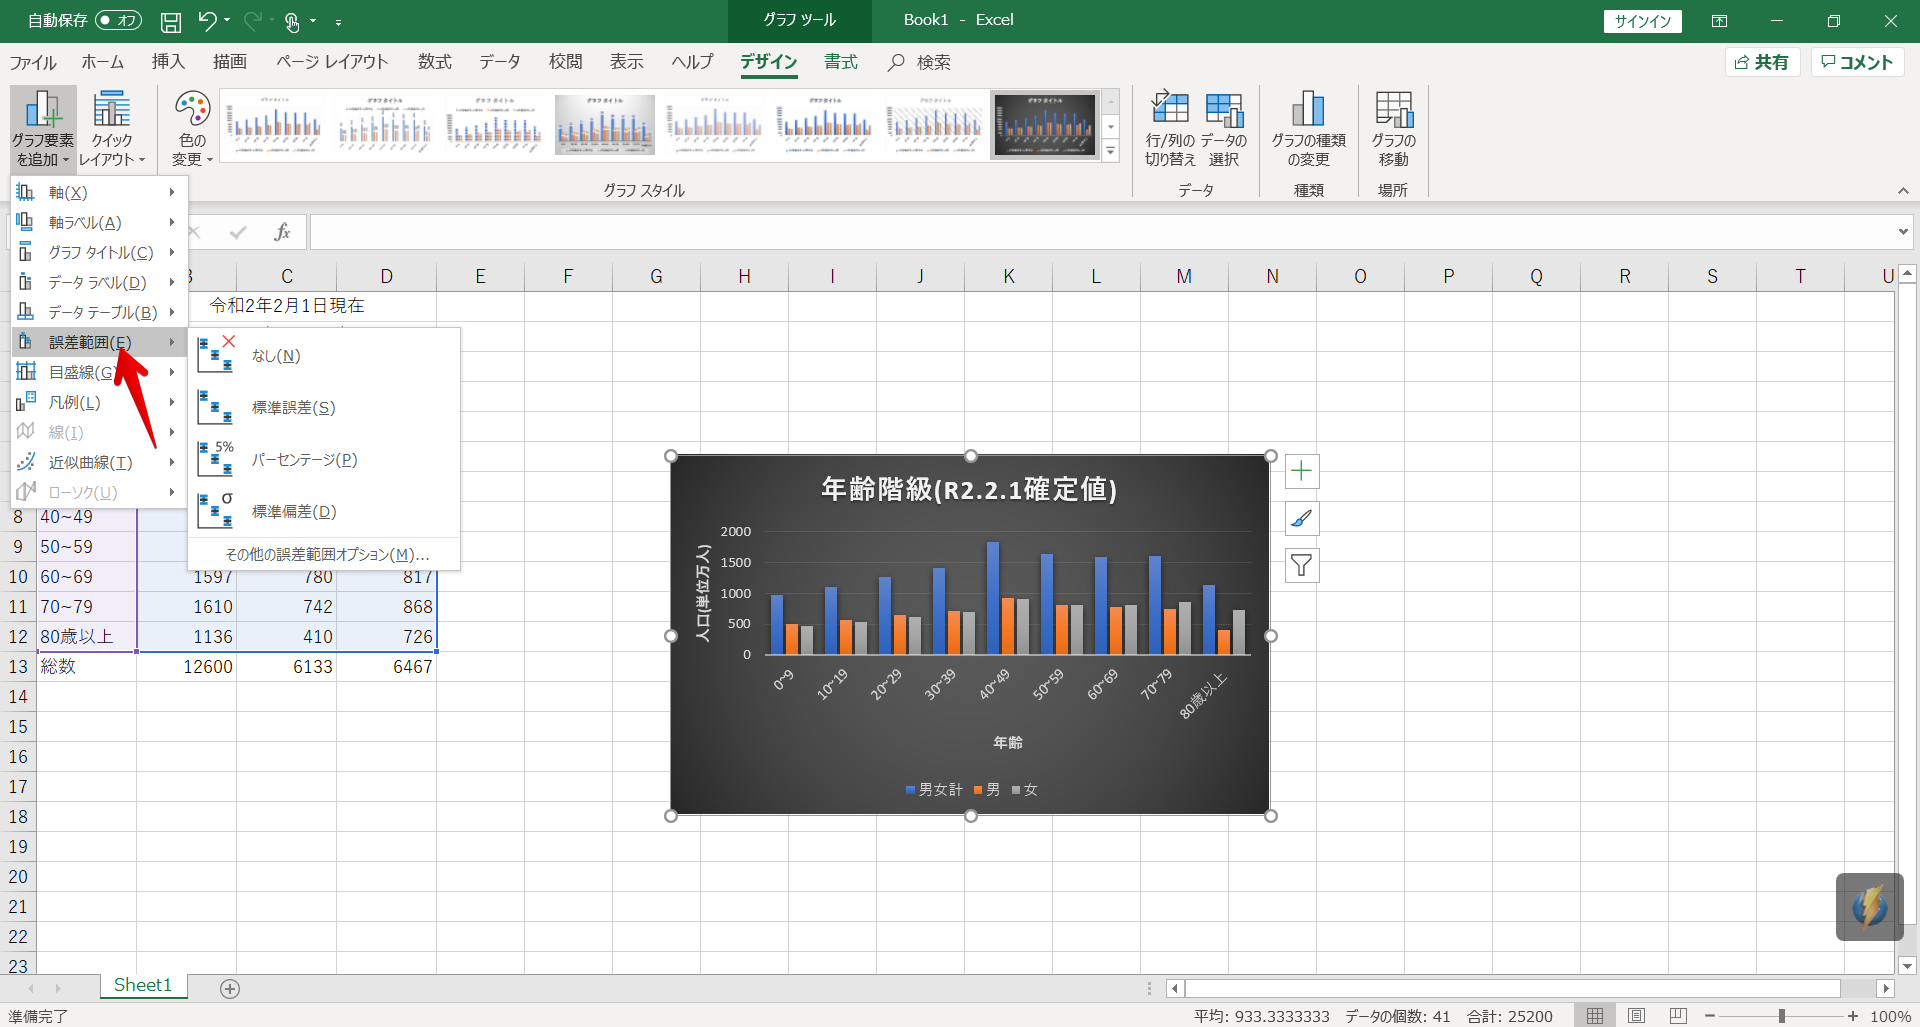 自動保存 オフ
グラフ ツール
Book1 - Excel
サインイン
ファイル ホーム 挿入 描画 ページ レイアウト 数式 データ 校閲 表示 ヘルプ デザイン 書式 検索
共有 コメント
グラフ要素
を追加
クイック
レイアウト
色の
変更
グラフ スタイル
行/列の
切り替え
データの
選択
データ
グラフの種類
の変更
種類
グラフの
移動
場所
軸(X)
軸ラベル(A)
グラフ タイトル(C)
データ ラベル(D)
データ テーブル(B)
誤差範囲(E)
目盛線(G)
凡例(L)
線(I)
近似曲線(T)
ローソク(U)
fx
C D E F G H I J K L M N O P Q R S T U
令和2年2月1日現在
なし(N)
標準誤差(S)
5%
パーセンテージ(P)
σ
標準偏差(D)
その他の誤差範囲オプション(M)...
8 40~49
9 50~59
10 60~69 1597 780 817
11 70~79 1610 742 868
12 80歳以上 1136 410 726
13 総数 12600 6133 6467
14
15
16
17
18
19
20
21
22
23
年齢階級(R2.2.1確定値)
人口(単位万人)
2000
1500
1000
500
0
0~9 10~19 20~29 30~39 40~49 50~59 60~69 70~79 80歳以上
年齢
男女計 男 女
Sheet1
準備完了
平均: 933.3333333 データの個数: 41 合計: 25200
100%